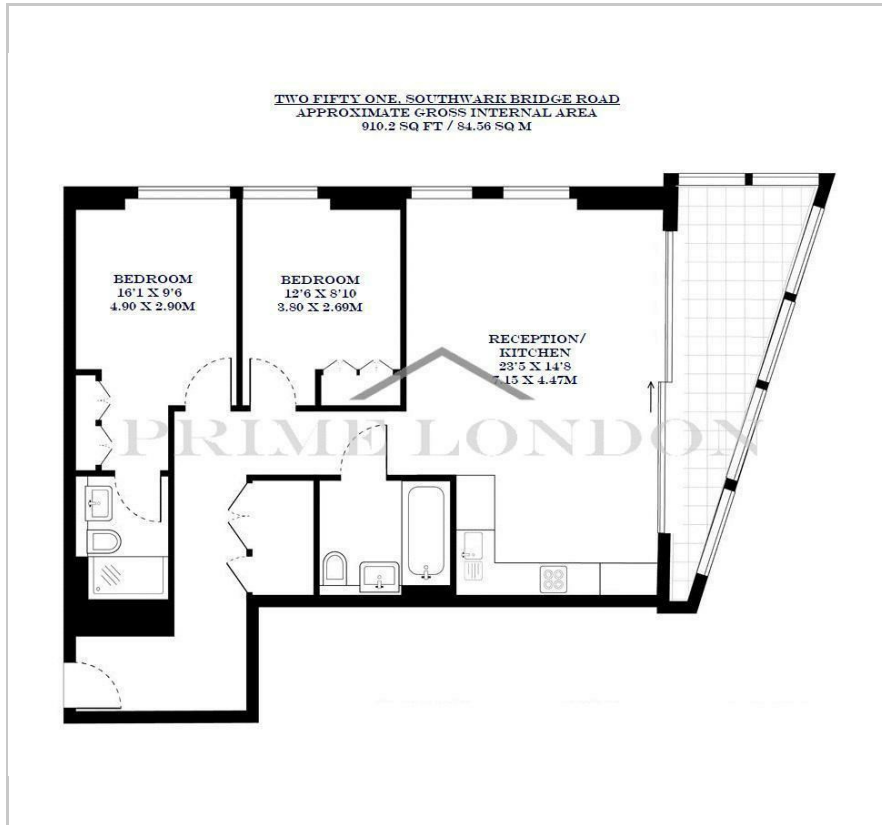 TWO FIFTY ONE, SOUTHWARK BRIDGE ROAD
APPROXIMATE GROSS INTERNAL AREA
910.2 SQ FT / 84.56 SQ M
BEDROOM
16'1 X 9'6
4.90 X 2.90M
BEDROOM
12'6 X 8'10
3.80 X 2.69M
RECEPTION/
KITCHEN
23'5 X 14'8
7.15 X 4.47M
PRIME LONDON